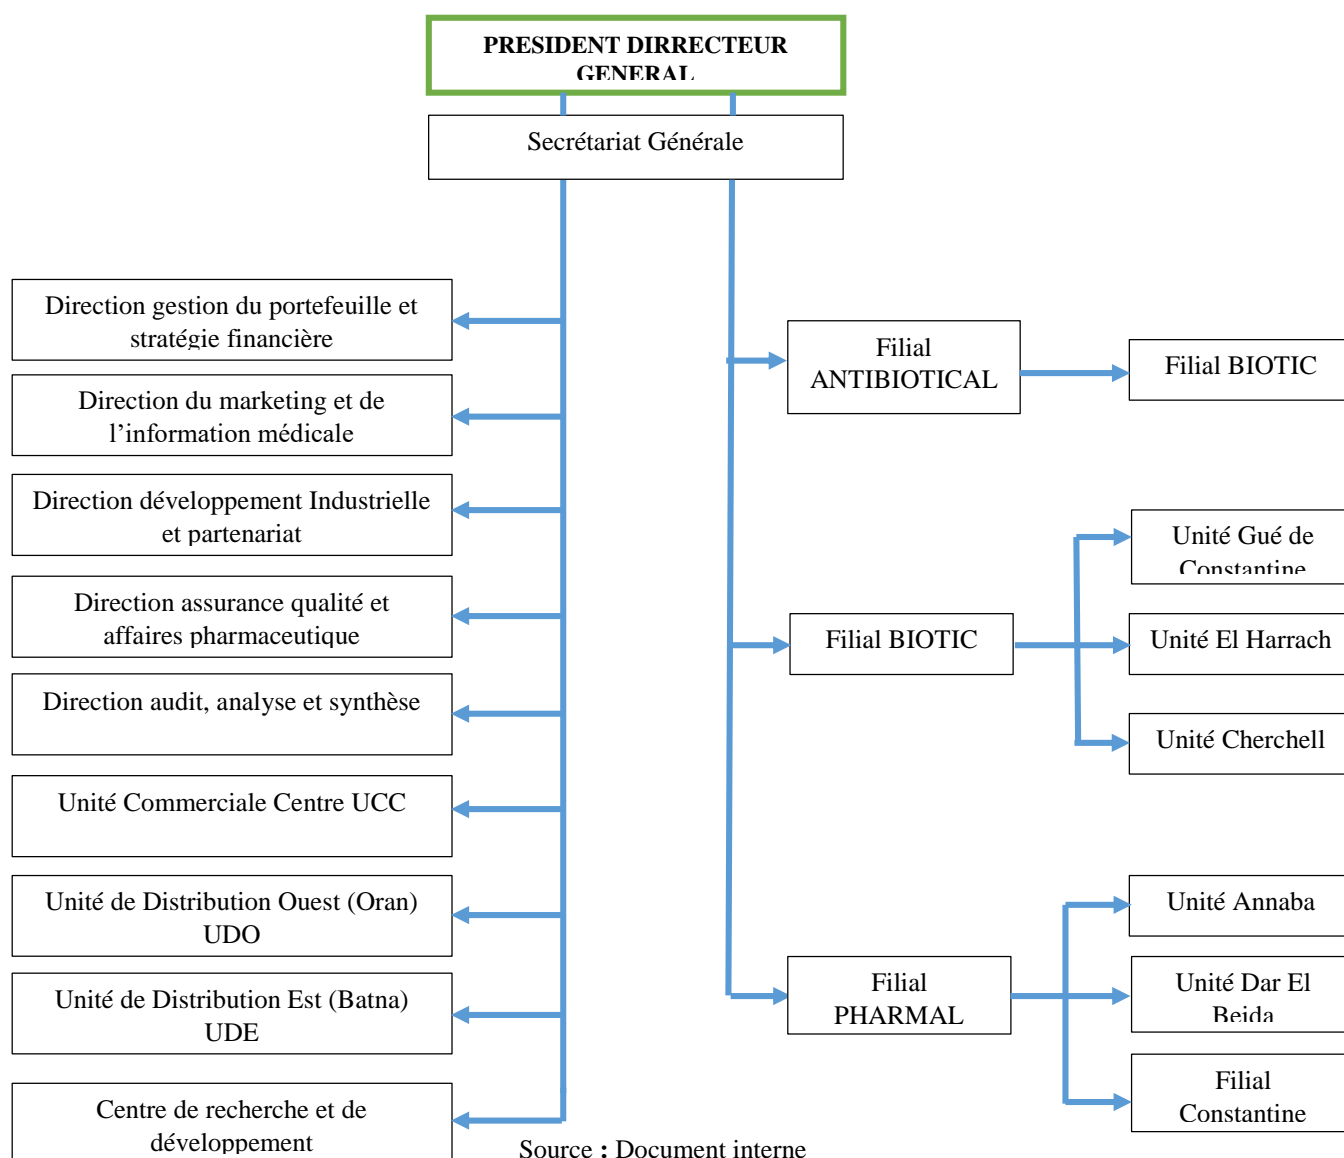 PRESIDENT DIRRECTEUR
GENERAL
Secrétariat Générale
Direction gestion du portefeuille et
stratégie financière
Direction du marketing et de
l’information médicale
Direction développement Industrielle
et partenariat
Direction assurance qualité et
affaires pharmaceutique
Direction audit, analyse et synthèse
Unité Commerciale Centre UCC
Unité de Distribution Ouest (Oran)
UDO
Unité de Distribution Est (Batna)
UDE
Centre de recherche et de
développement
Filial
ANTIBIOTICAL
Filial BIOTIC
Filial BIOTIC
Unité Gué de
Constantine
Unité El Harrach
Unité Cherchell
Filial
PHARMAL
Unité Annaba
Unité Dar El
Beida
Filial
Constantine
Source : Document interne